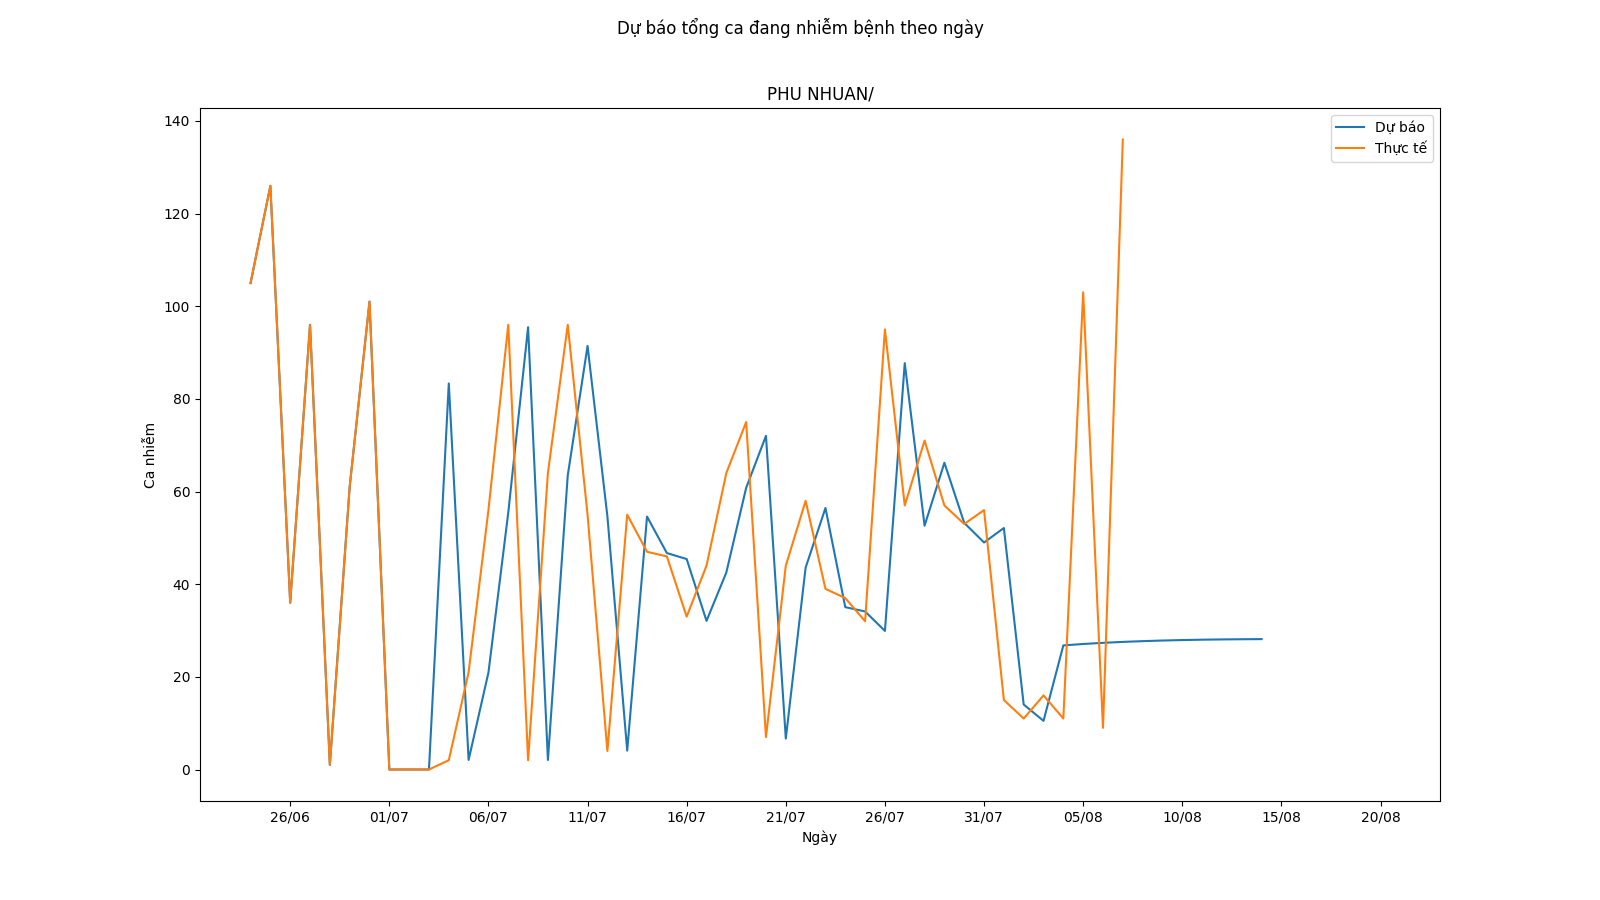 Dự báo tổng ca đang nhiễm bệnh theo ngày
PHU NHUAN/
Dự báo
Thực tế
Ca nhiễm
140
120
100
80
60
40
20
0
26/06 01/07 06/07 11/07 16/07 21/07 26/07 31/07 05/08 10/08 15/08 20/08
Ngày